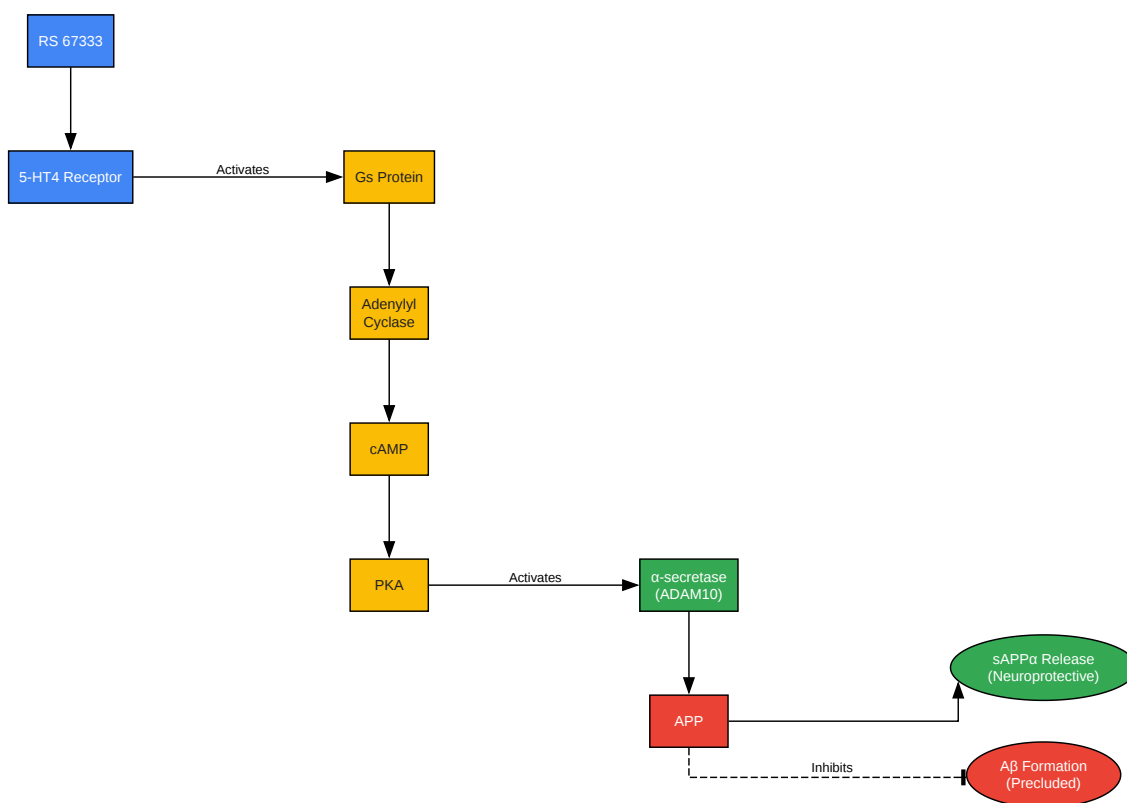 RS 67333
5-HT4 Receptor
Activates
Gs Protein
Adenylyl
Cyclase
cAMP
PKA
Activates
α-secretase
(ADAM10)
sAPPα Release
(Neuroprotective)
APP
Inhibits
Aβ Formation
(Precluded)